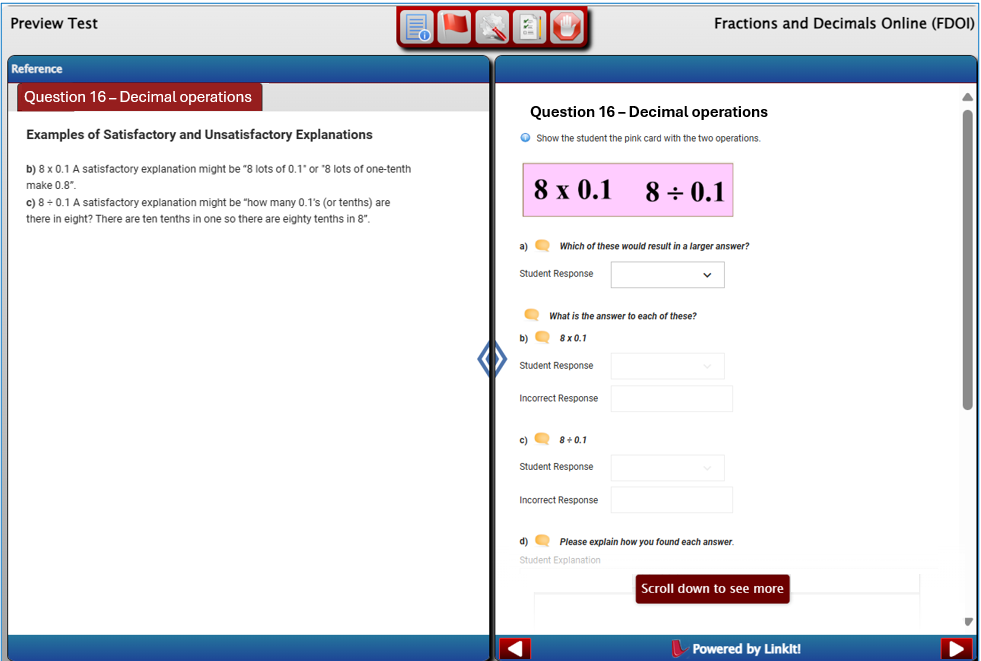 Preview Test
Fractions and Decimals Online (FDOI)
Reference
Question 16 – Decimal operations
Examples of Satisfactory and Unsatisfactory Explanations
b) 8 x 0.1 A satisfactory explanation might be "8 lots of 0.1" or "8 lots of one-tenth
make 0.8".
c) 8 ÷ 0.1 A satisfactory explanation might be "how many 0.1's (or tenths) are
there in eight? There are ten tenths in one so there are eighty tenths in 8".
Question 16 – Decimal operations
Show the student the pink card with the two operations.
8 x 0.1 8 ÷ 0.1
a) Which of these would result in a larger answer?
Student Response
What is the answer to each of these?
b) 8 x 0.1
Student Response
Incorrect Response
c) 8 ÷ 0.1
Student Response
Incorrect Response
d) Please explain how you found each answer.
Student Explanation
Scroll down to see more
Powered by LinkIt!